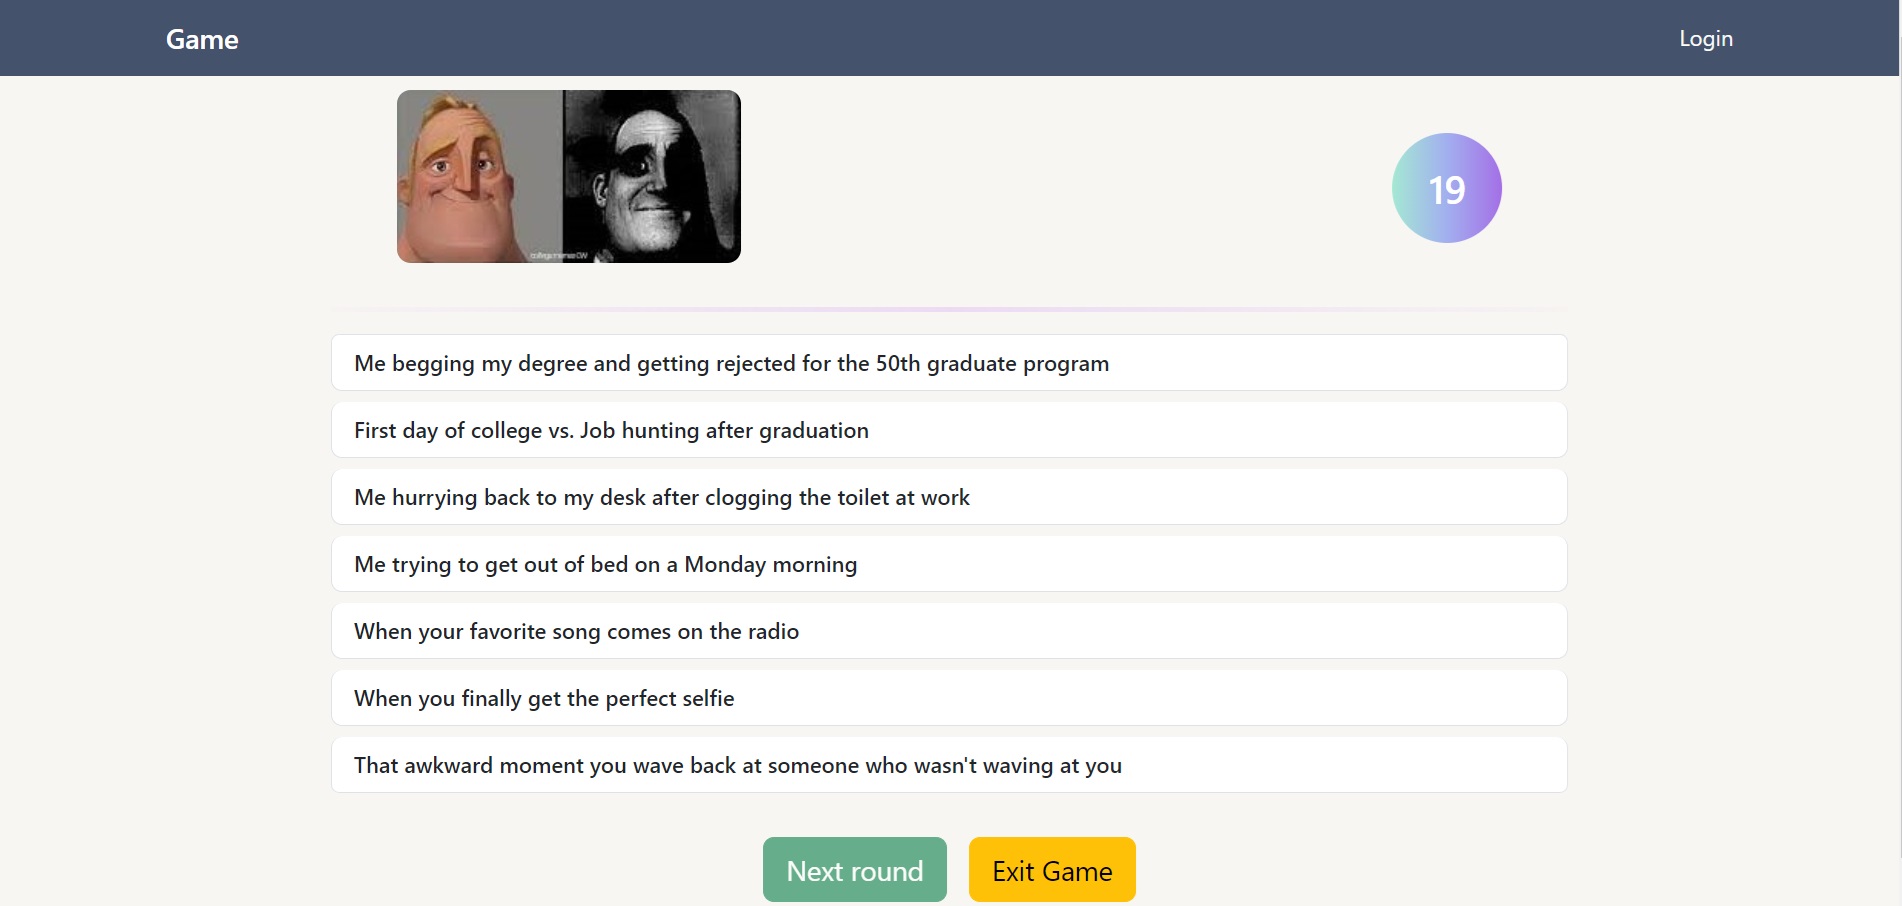 Game
Login
19
Me begging my degree and getting rejected for the 50th graduate program
First day of college vs. Job hunting after graduation
Me hurrying back to my desk after clogging the toilet at work
Me trying to get out of bed on a Monday morning
When your favorite song comes on the radio
When you finally get the perfect selfie
That awkward moment you wave back at someone who wasn't waving at you
Next round
Exit Game